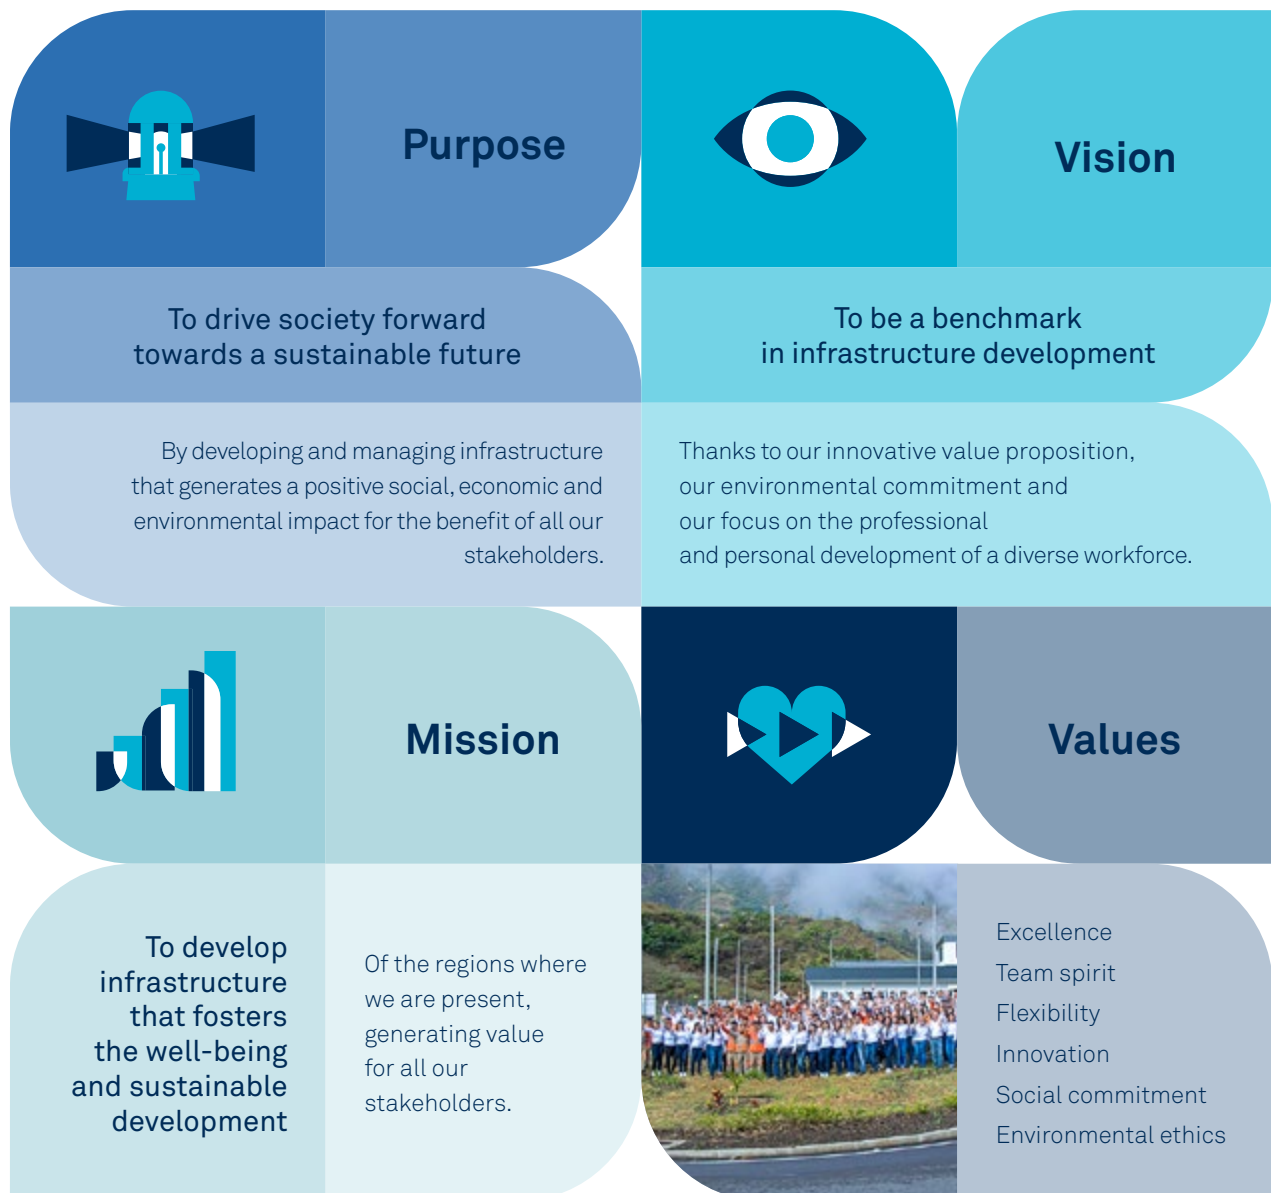 Purpose
To drive society forward
towards a sustainable future
By developing and managing infrastructure
that generates a positive social, economic and
environmental impact for the benefit of all our
stakeholders.
Vision
To be a benchmark
in infrastructure development
Thanks to our innovative value proposition,
our environmental commitment and
our focus on the professional
and personal development of a diverse workforce.
Mission
To develop
infrastructure
that fosters
the well-being
and sustainable
development
Of the regions where
we are present,
generating value
for all our
stakeholders.
Values
Excellence
Team spirit
Flexibility
Innovation
Social commitment
Environmental ethics